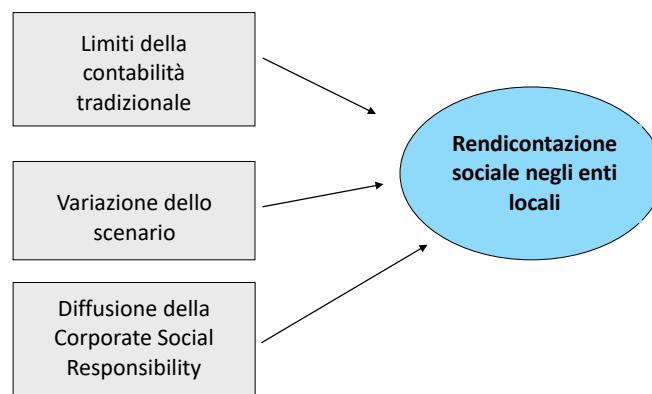 Limiti della
contabilità
tradizionale
Rendicontazione
sociale negli enti
locali
Variazione dello
scenario
Diffusione della
Corporate Social
Responsibility